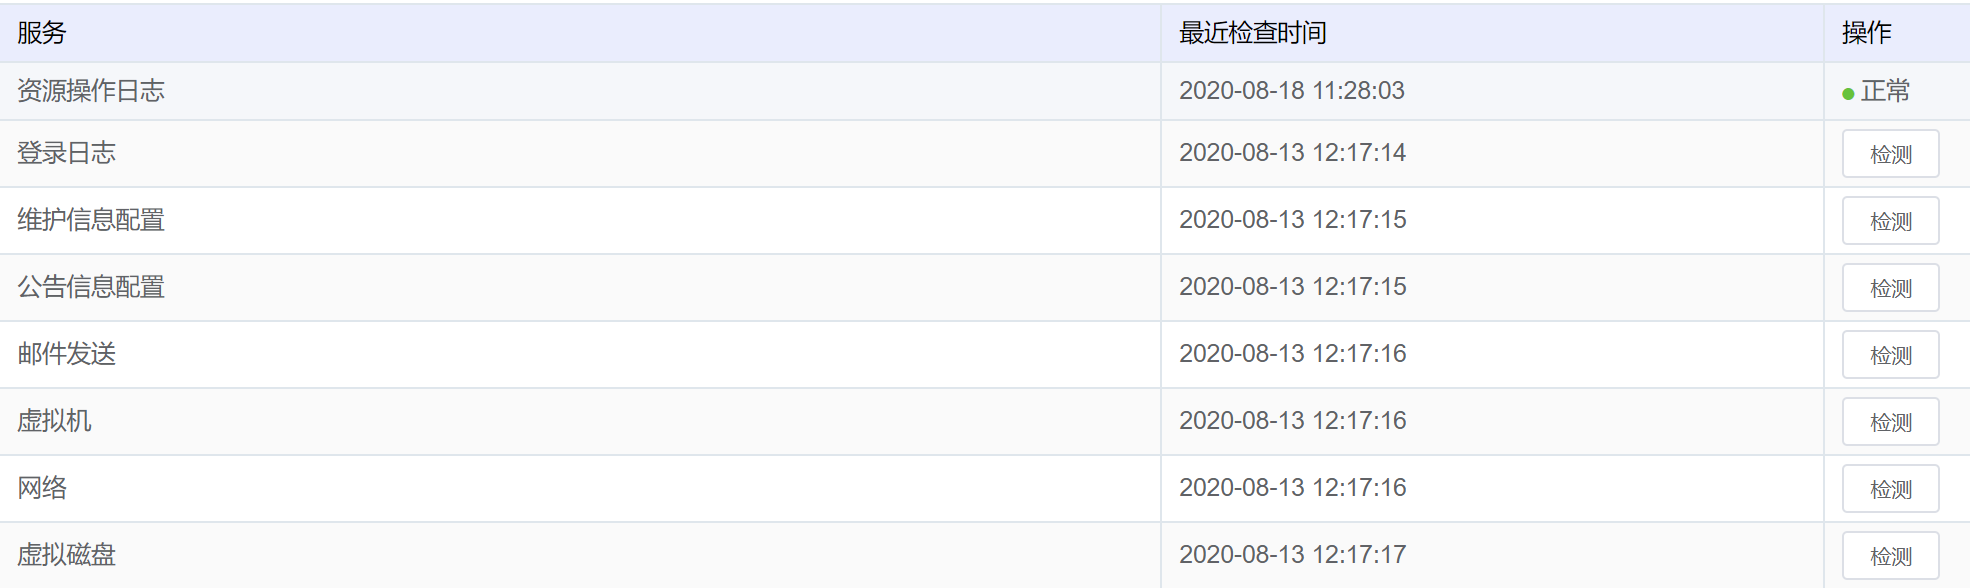 服务 最近检查时间 操作
资源操作日志 2020-08-18 11:28:03 正常
登录日志 2020-08-13 12:17:14 检测
维护信息配置 2020-08-13 12:17:15 检测
公告信息配置 2020-08-13 12:17:15 检测
邮件发送 2020-08-13 12:17:16 检测
虚拟机 2020-08-13 12:17:16 检测
网络 2020-08-13 12:17:16 检测
虚拟磁盘 2020-08-13 12:17:17 检测